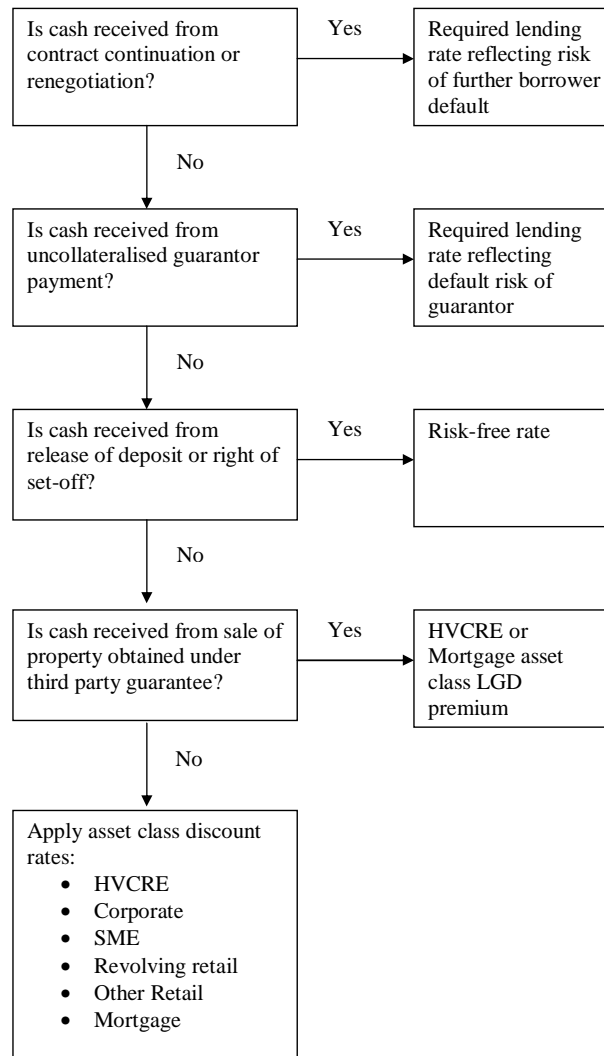 Is cash received from
contract continuation or
renegotiation?
Yes
Required lending
rate reflecting risk
of further borrower
default
No
Is cash received from
uncollateralised guarantor
payment?
Yes
Required lending
rate reflecting
default risk of
guarantor
No
Is cash received from
release of deposit or right of
set-off?
Yes
Risk-free rate
No
Is cash received from sale of
property obtained under
third party guarantee?
Yes
HVCRE or
Mortgage asset
class LGD
premium
No
Apply asset class discount
rates:
• HVCRE
• Corporate
• SME
• Revolving retail
• Other Retail
• Mortgage